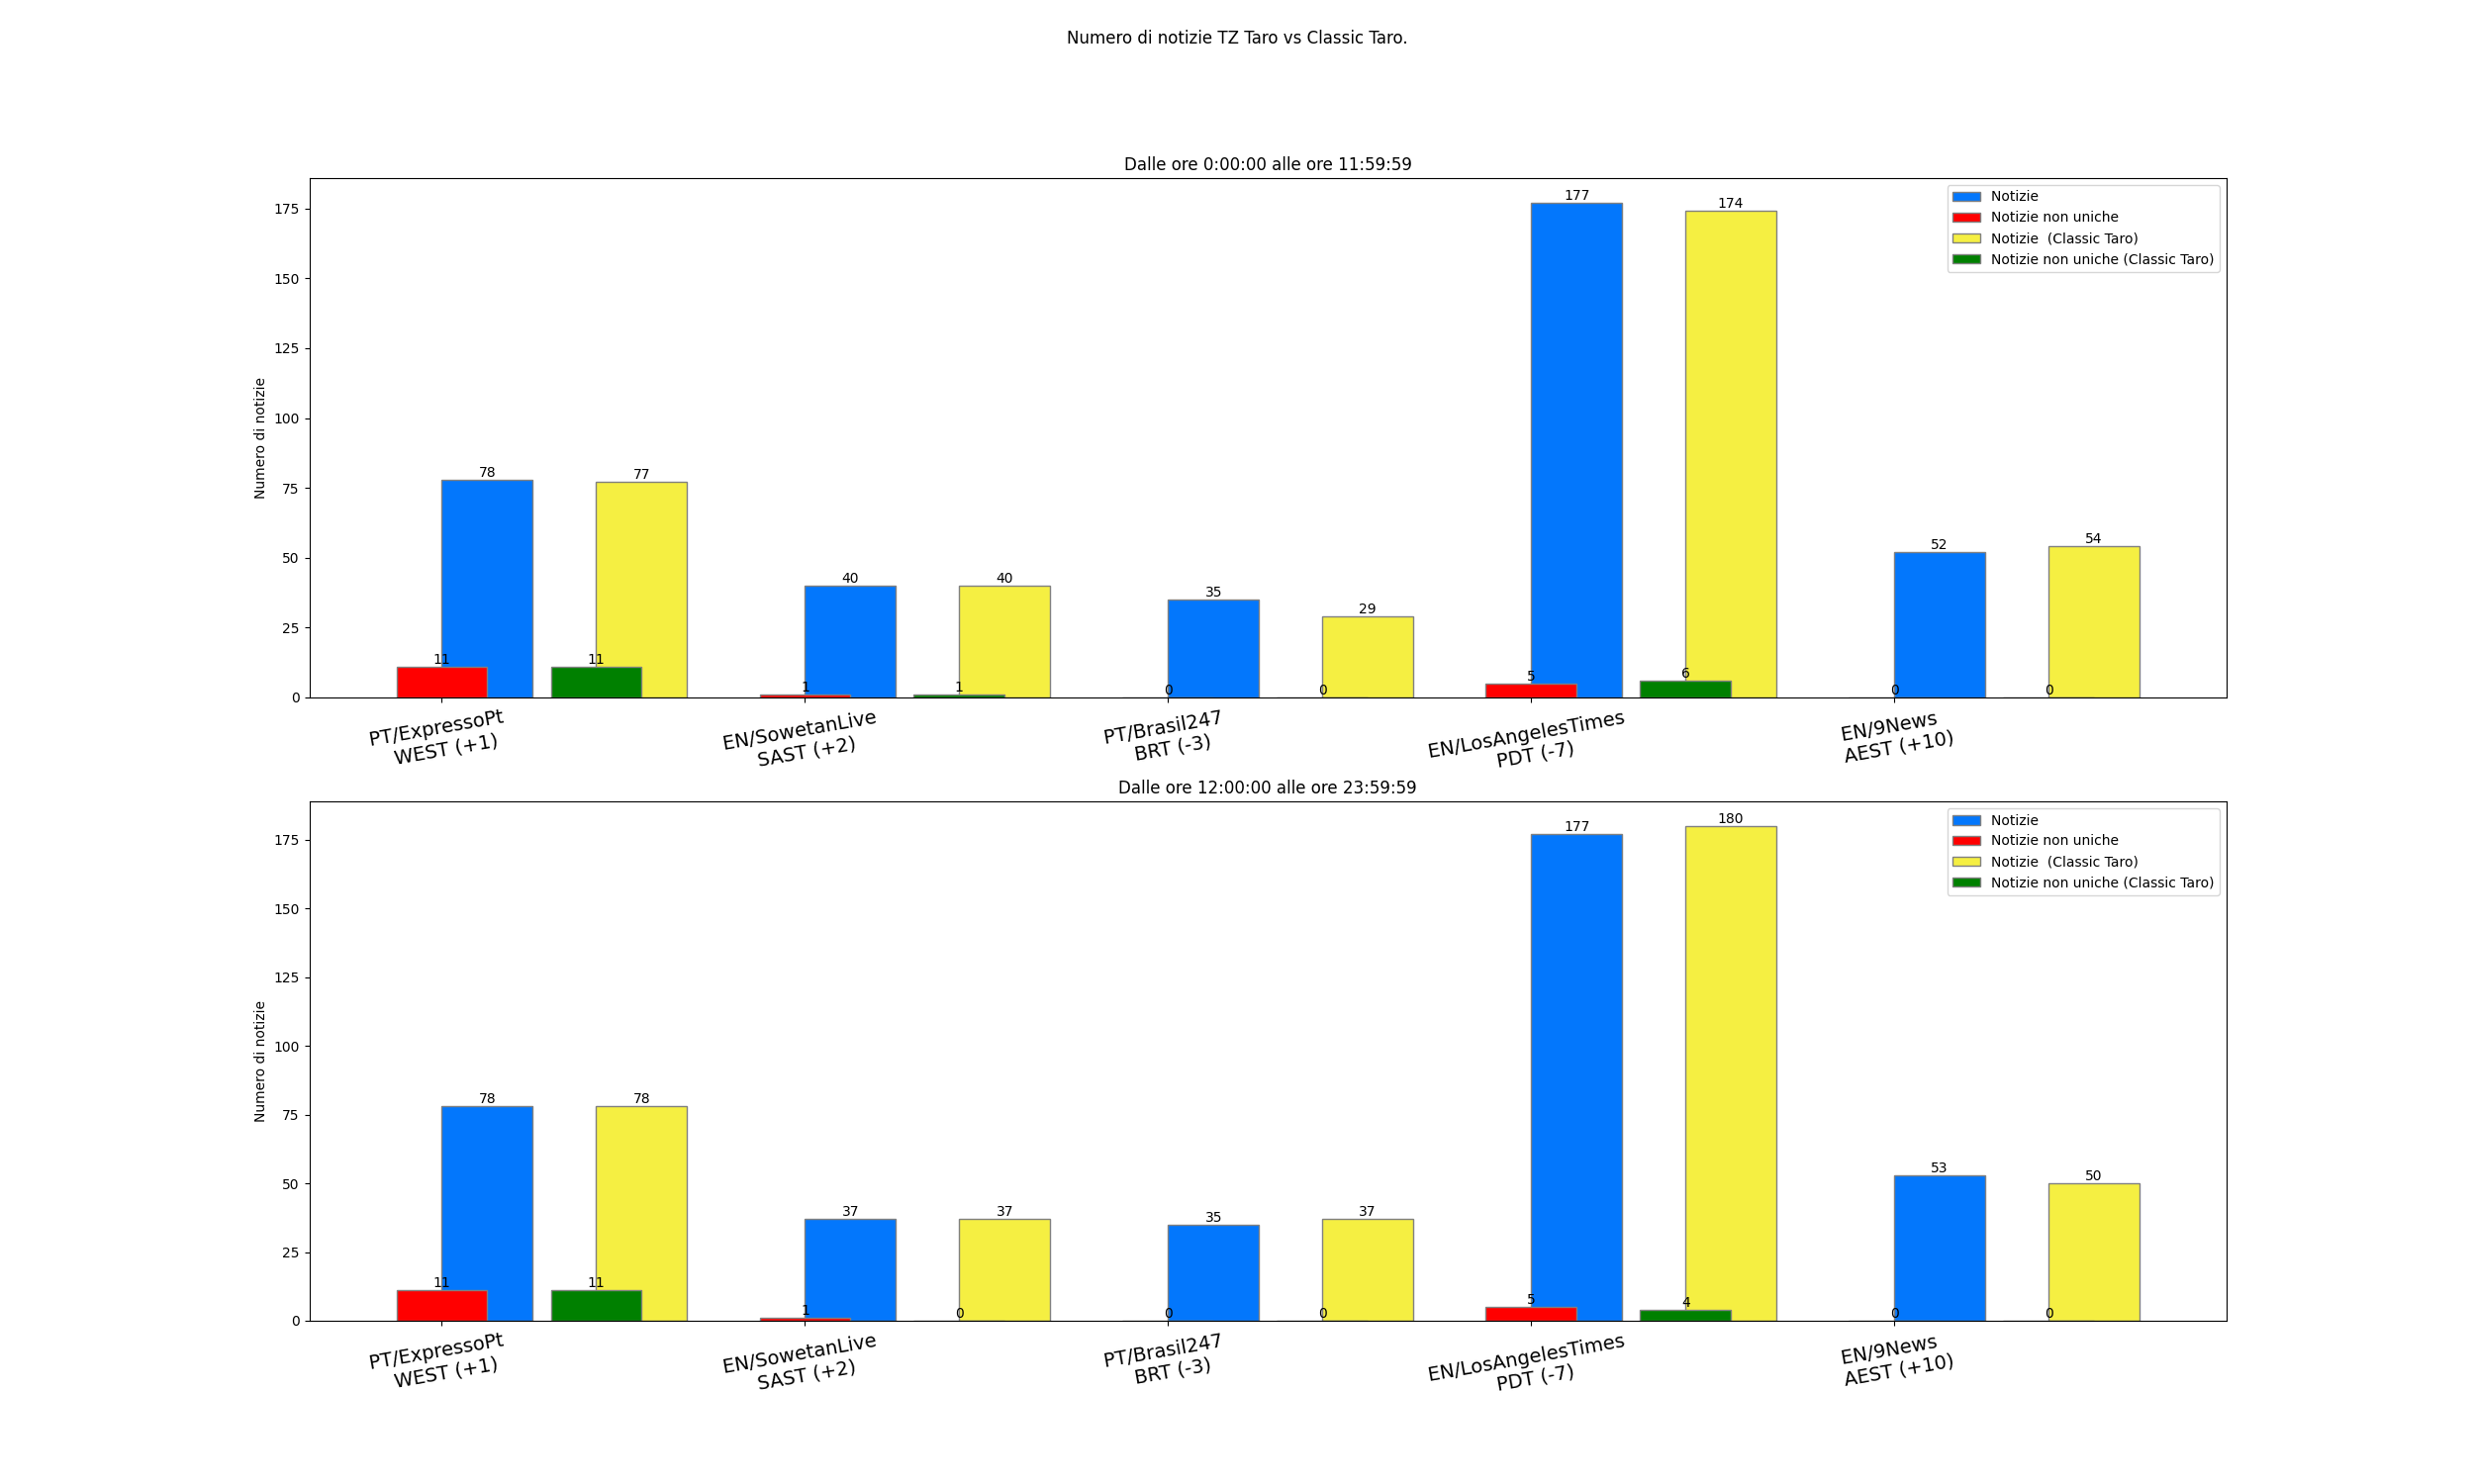 Numero di notizie TZ Taro vs Classic Taro.
Dalle ore 0:00:00 alle ore 11:59:59
Numero di notizie
175
150
125
100
75
50
25
0
Notizie
Notizie non uniche
Notizie  (Classic Taro)
Notizie non uniche (Classic Taro)
11
78
11
77
1
40
1
40
0
35
0
29
5
177
6
174
0
52
0
54
PT/ExpressoPt
WEST (+1)
EN/SowetanLive
SAST (+2)
PT/Brasil247
BRT (-3)
EN/LosAngelesTimes
PDT (-7)
EN/9News
AEST (+10)
Dalle ore 12:00:00 alle ore 23:59:59
Numero di notizie
175
150
125
100
75
50
25
0
Notizie
Notizie non uniche
Notizie  (Classic Taro)
Notizie non uniche (Classic Taro)
11
78
11
78
1
37
0
37
0
35
0
37
5
177
4
180
0
53
0
50
PT/ExpressoPt
WEST (+1)
EN/SowetanLive
SAST (+2)
PT/Brasil247
BRT (-3)
EN/LosAngelesTimes
PDT (-7)
EN/9News
AEST (+10)